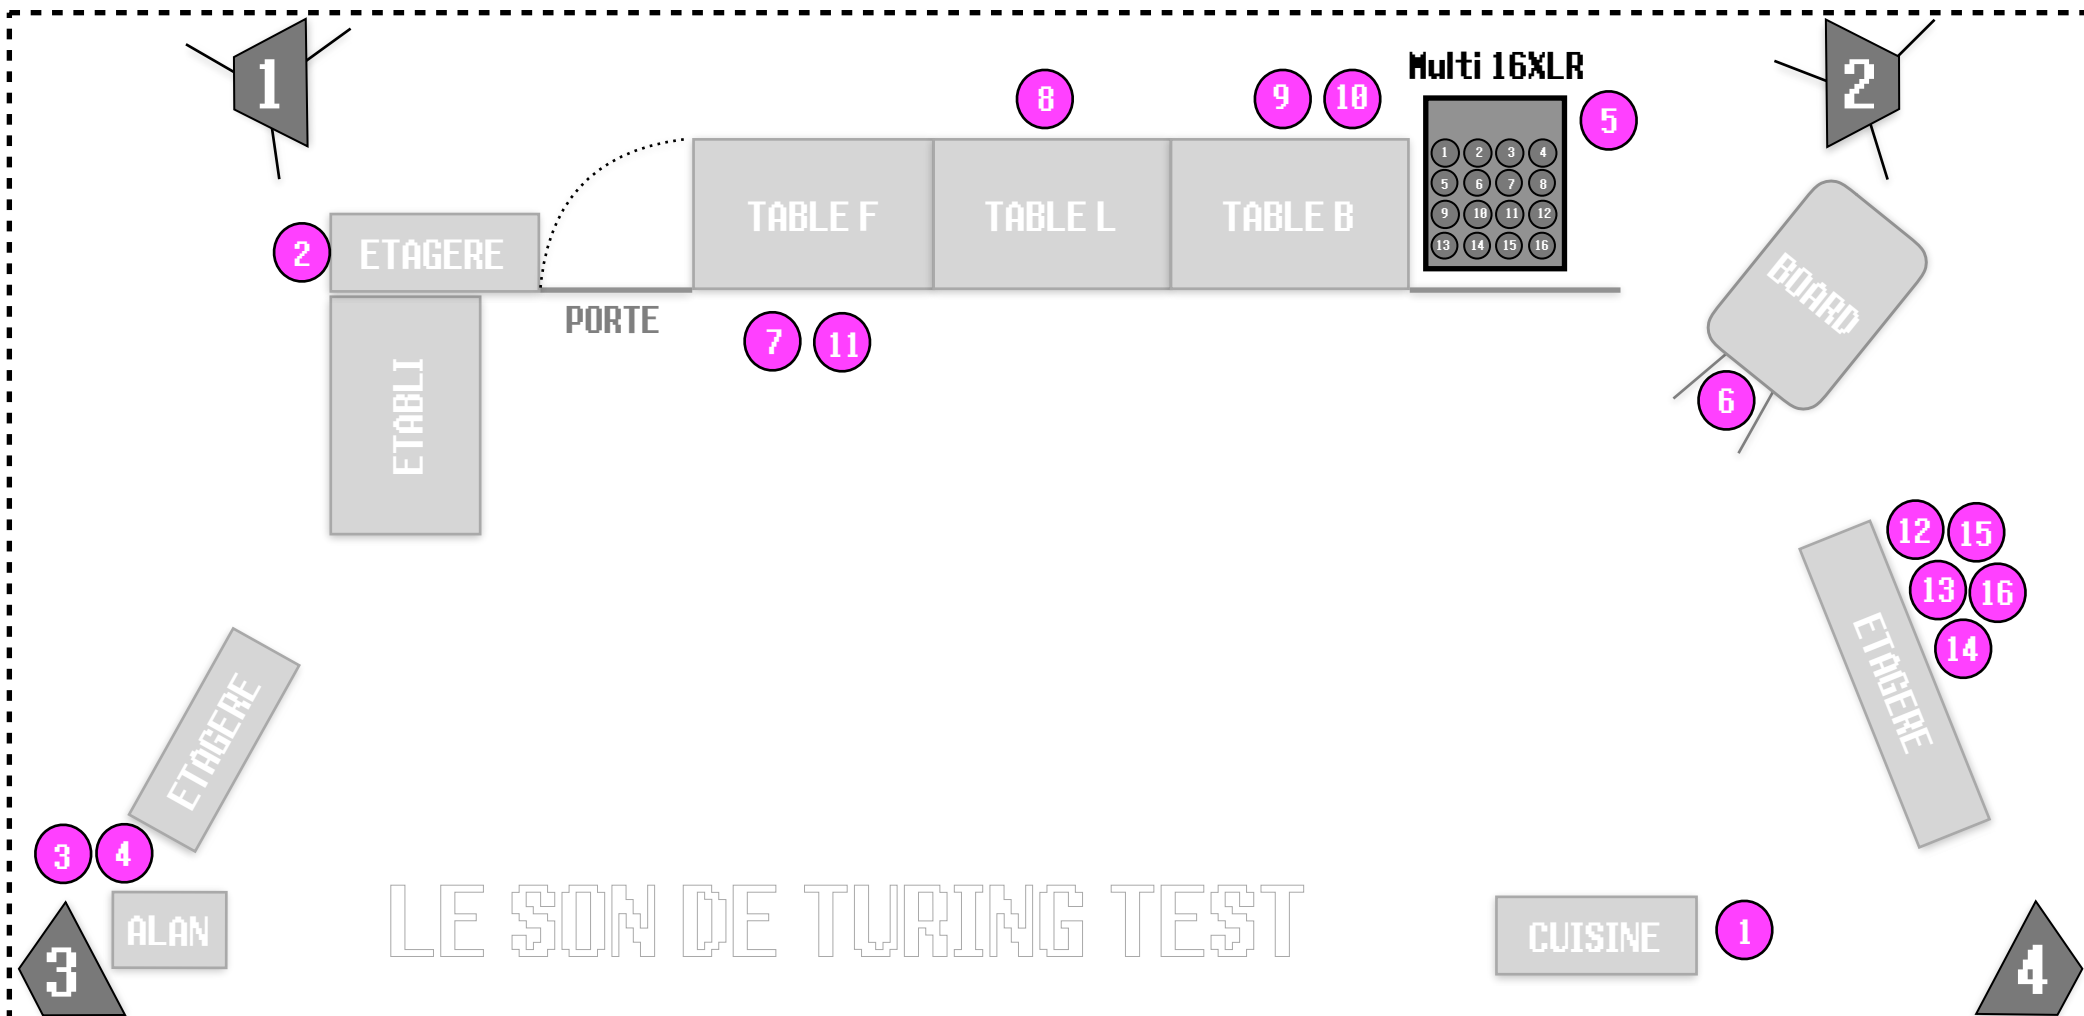 1
Multi 16XLR
2
8
9
10
5
1 2 3 4
5 6 7 8
9 10 11 12
13 14 15 16
TABLE F
TABLE L
TABLE B
2
ETAGERE
PORTE
BOARD
7
11
ETABLI
6
12
15
13
16
14
ETAGERE
ETAGERE
3
4
ALAN
3
LE SON DE TURING TEST
CUISINE
1
4